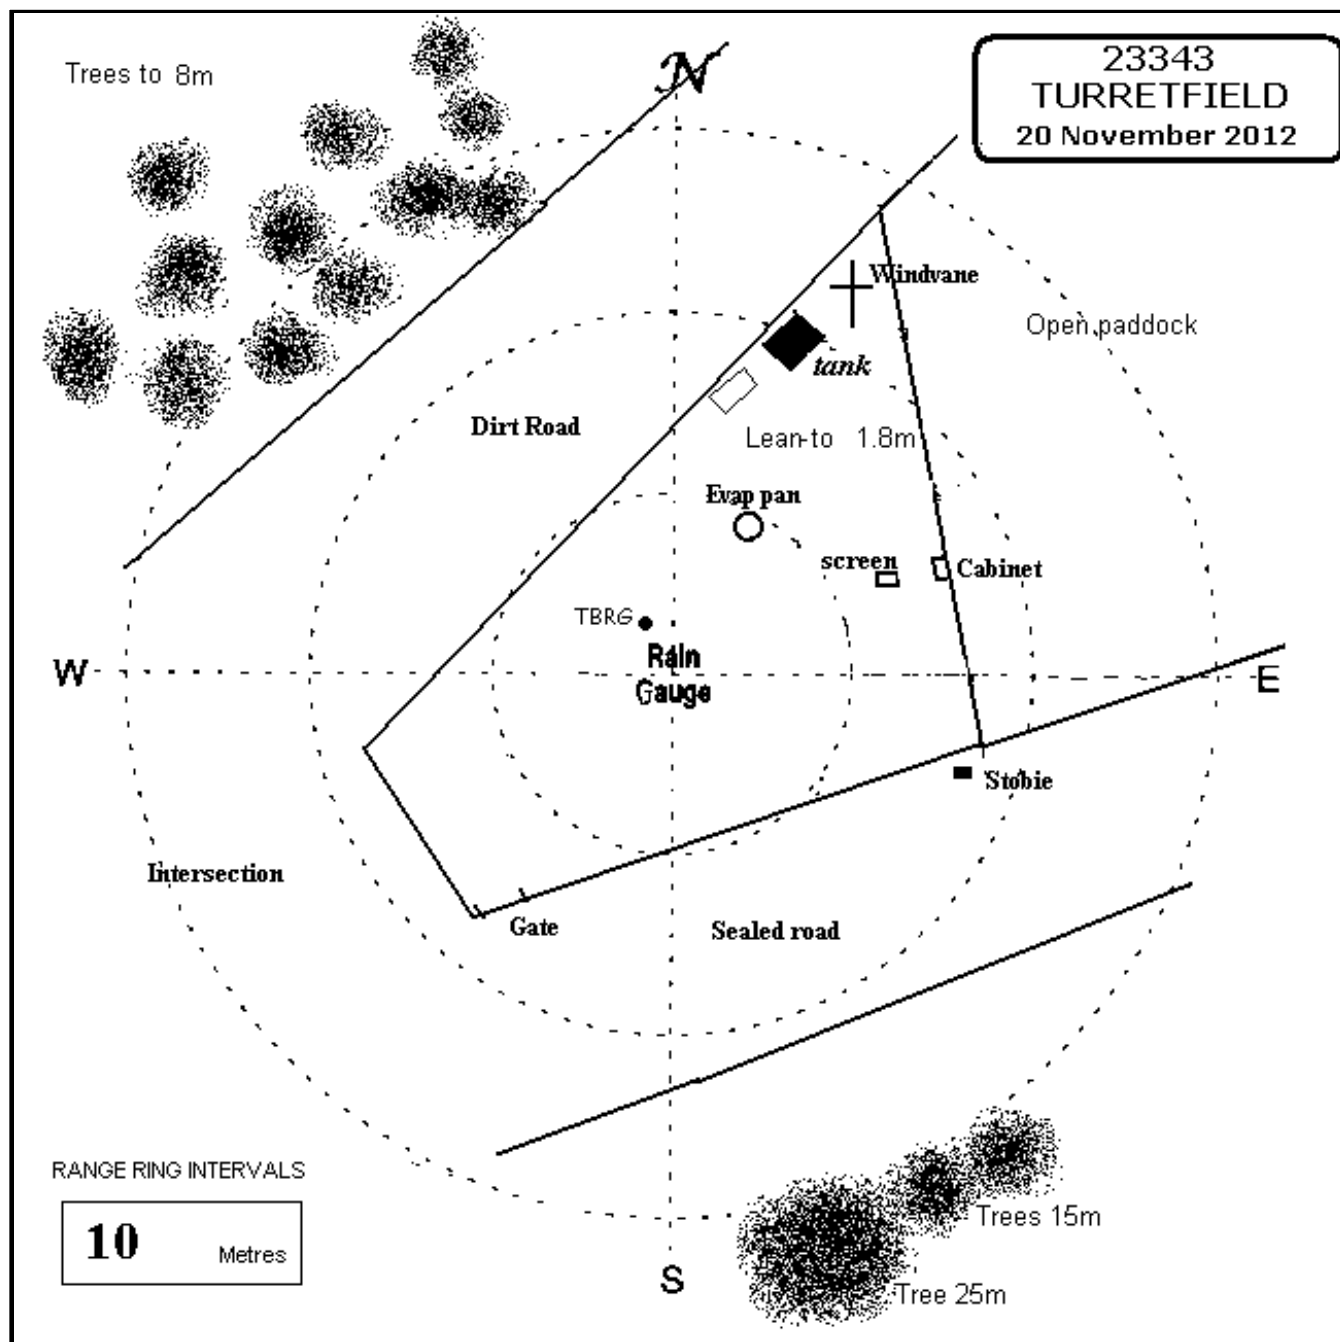 23343
TURRETFIELD
20 November 2012
Trees to 8m
N
Windvane
Open paddock
tank
Dirt Road
Lean-to 1.8m
Evap pan
screen
Cabinet
TBRG
Rain
Gauge
W
E
Stobie
Intersection
Gate
Sealed road
RANGE RING INTERVALS
10 Metres
Trees 15m
S
Tree 25m